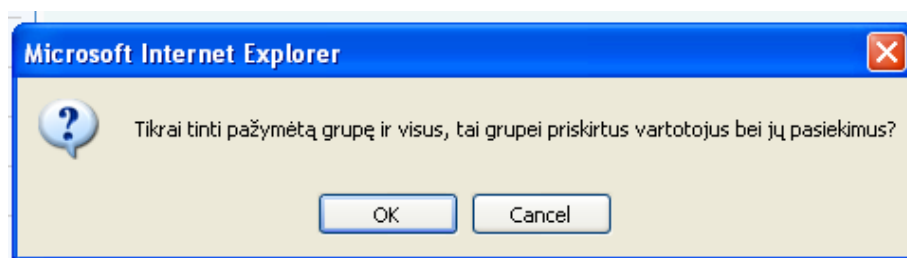 Microsoft Internet Explorer
Tikrai tinti pažymėtą grupę ir visus, tai grupei priskirtus vartotojus bei jų pasiekimus?
OK
Cancel